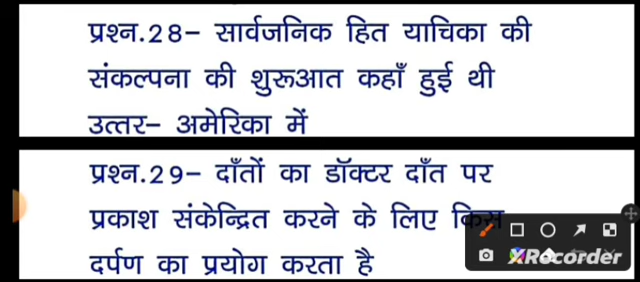 प्रश्न.28- सार्वजनिक हित याचिका की
संकल्पना की शुरूआत कहाँ हुई थी
उत्तर- अमेरिका में
प्रश्न.29- दाँतों का डॉक्टर दाँत पर
प्रकाश संकेन्द्रित करने के लिए किस
दर्पण का प्रयोग करता है
XRecorder